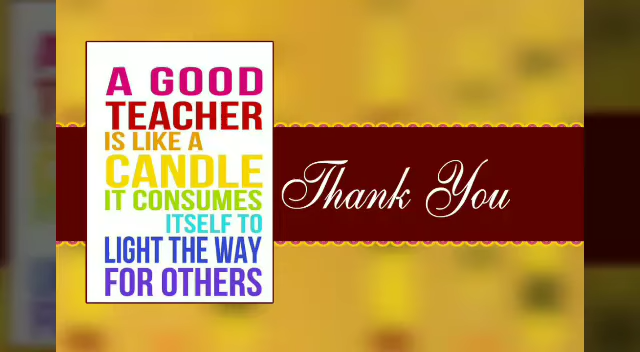 A GOOD
TEACHER
IS LIKE A
CANDLE
IT CONSUMES
ITSELF TO
LIGHT THE WAY
FOR OTHERS
Thank You